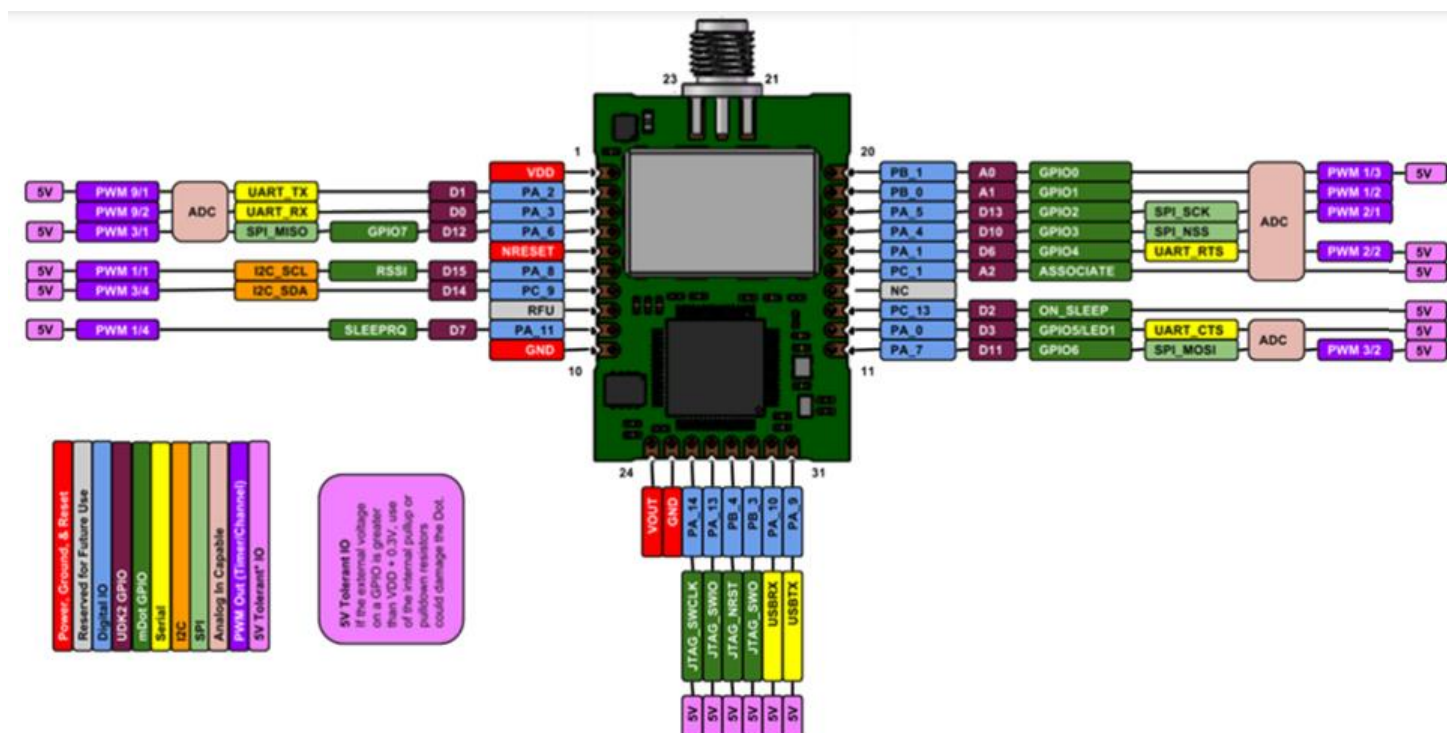 23 21
1 20
5V PWM 9/1 ADC UART_TX D1 PA_2
VDD
PWM 9/2 UART_RX D0 PA_3
5V PWM 3/1 SPI_MISO GPIO7 D12 PA_6
NRESET
5V PWM 1/1 I2C_SCL RSSI D15 PA_8
5V PWM 3/4 I2C_SDA D14 PC_9
RFU
5V PWM 1/4 SLEEPRQ D7 PA_11
GND
10 11
PB_1 A0 GPIO0 ADC PWM 1/3 5V
PB_0 A1 GPIO1 PWM 1/2
PA_5 D13 GPIO2 SPI_SCK PWM 2/1
PA_4 D10 GPIO3 SPI_NSS
PA_1 D6 GPIO4 UART_RTS PWM 2/2 5V
PC_1 A2 ASSOCIATE 5V
NC
PC_13 D2 ON_SLEEP 5V
PA_0 D3 GPIO5/LED1 UART_CTS ADC 5V
PA_7 D11 GPIO6 SPI_MOSI PWM 3/2 5V
24 31
VOUT
GND
PA_14 JTAG_SWCLK 5V
PA_13 JTAG_SWIO 5V
PB_4 JTAG_NRST 5V
PB_3 JTAG_SWO 5V
PA_10 USBRX 5V
PA_9 USBTX 5V
Power, Ground, & Reset
Reserved for Future Use
Digital IO
UDK2 GPIO
mDot GPIO
Serial
I2C
SPI
Analog In Capable
PWM Out (Timer/Channel)
5V Tolerant* IO
5V Tolerant IO
if the external voltage
on a GPIO is greater
than VDD + 0.3V, use
of the internal pullup or
pulldown resistors
could damage the Dot.